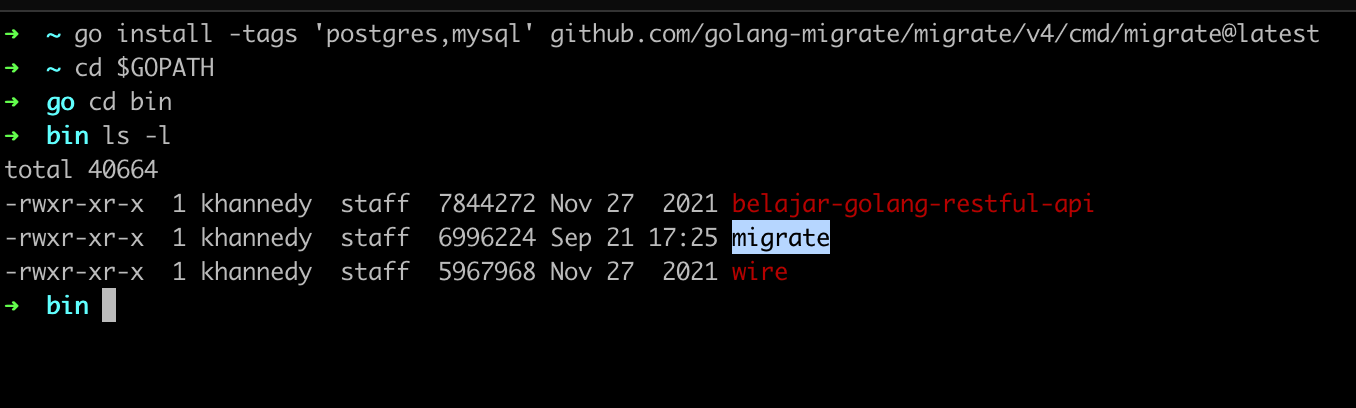 → ~ go install -tags 'postgres,mysql' github.com/golang-migrate/migrate/v4/cmd/migrate@latest
→ ~ cd $GOPATH
→ go cd bin
→ bin ls -l
total 40664
-rwxr-xr-x  1 khannedy  staff  7844272 Nov 27  2021 belajar-golang-restful-api
-rwxr-xr-x  1 khannedy  staff  6996224 Sep 21 17:25 migrate
-rwxr-xr-x  1 khannedy  staff  5967968 Nov 27  2021 wire
→ bin